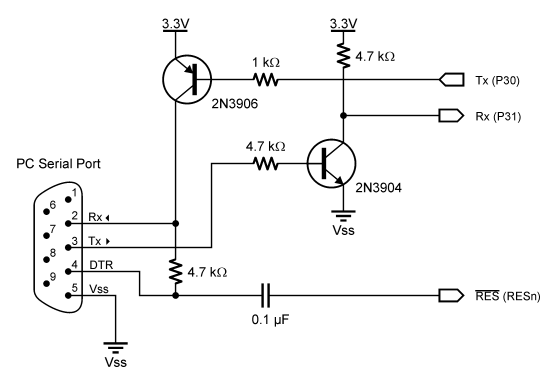 3.3V
3.3V
1 kΩ
4.7 kΩ
Tx (P30)
2N3906
Rx (P31)
4.7 kΩ
PC Serial Port
2N3904
1
6
2
Rx
Vss
7
3
Tx
8
4
DTR
4.7 kΩ
9
5
Vss
RES (RESn)
0.1 µF
Vss